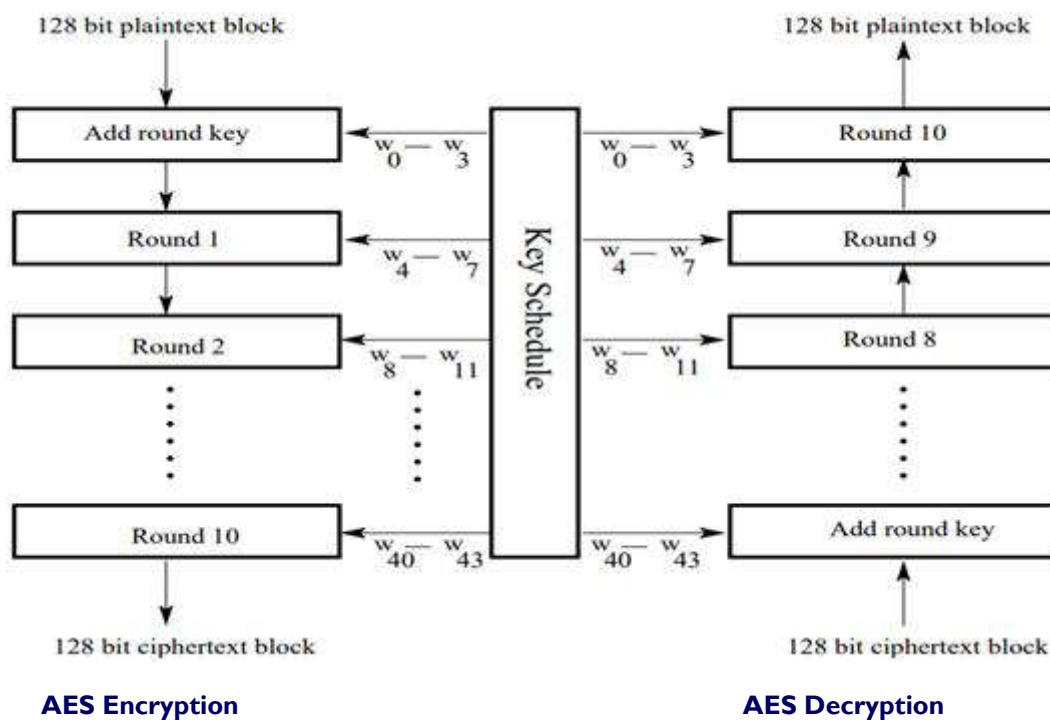 128 bit plaintext block
128 bit plaintext block
Add round key
w0 — w3
w0 — w3
Round 10
Round 1
w4 — w7
Key Schedule
w4 — w7
Round 9
Round 2
w8 — w11
w8 — w11
Round 8
Round 10
w40 — w43
w40 — w43
Add round key
128 bit ciphertext block
128 bit ciphertext block
AES Encryption
AES Decryption